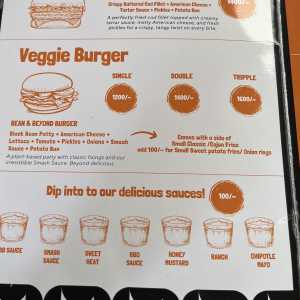 Crispy Battered Cod Fillet • American Cheese •
Tartar Sauce • Pickles • Potato Bun
A perfectly fried cod fillet topped with creamy
tartar sauce, melty American cheese, and fresh
pickles for a crispy, tangy twist in every bite.
Veggie Burger
SINGLE DOUBLE TRIPPLE
1200/- 1400/- 1600/-
BEAN & BEYOND BURGER
Black Bean Patty • American Cheese •
Lettuce • Tomato • Pickles • Onions • Smash
Sauce • Potato Bun
A plant-based patty with classic fixings and our
irresistible Smash Sauce. Beyond delicious.
Comes with a side of
Small Classic /Cajun Fries
add 100/- for Small Sweet potato fries/ Onion rings
Dip into to our delicious sauces! 100/-
SAUCE
SMASH
SAUCE
SWEET
HEAT
BBQ
SAUCE
HONEY
MUSTARD
RANCH
CHIPOTLE
MAYO